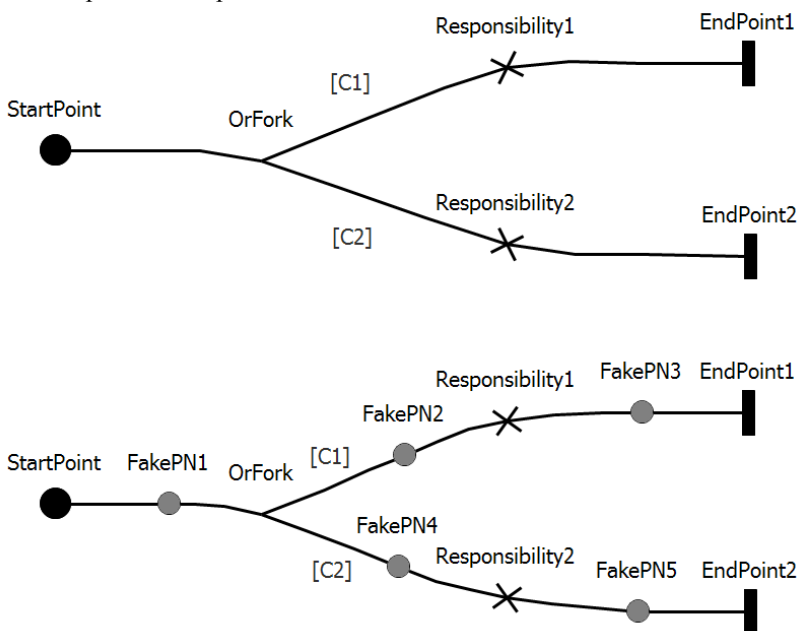 Responsibility1
EndPoint1
[C1]
StartPoint
OrFork
Responsibility2
EndPoint2
[C2]
Responsibility1
FakePN3
EndPoint1
FakePN2
StartPoint
FakePN1
OrFork
[C1]
FakePN4
[C2]
Responsibility2
FakePN5
EndPoint2